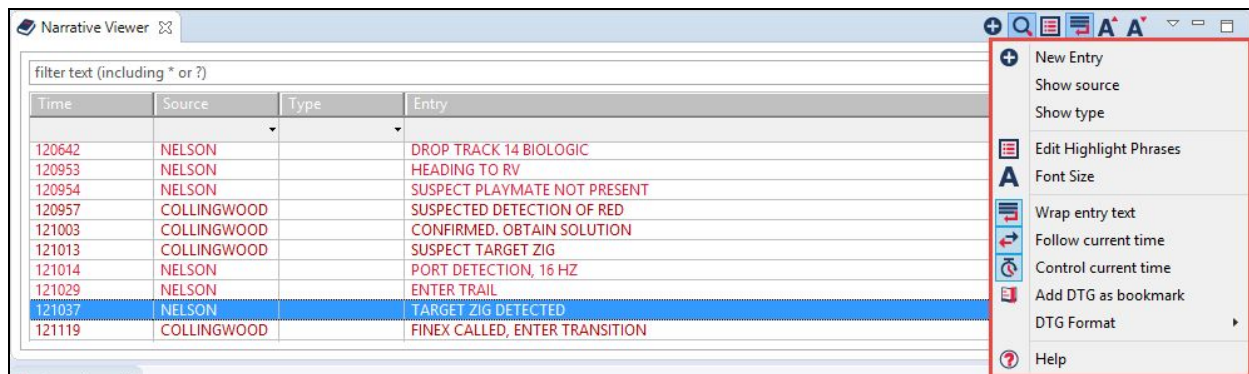 Narrative Viewer
filter text (including * or ?)
Time Source Type Entry
120642 NELSON DROP TRACK 14 BIOLOGIC
120953 NELSON HEADING TO RV
120954 NELSON SUSPECT PLAYMATE NOT PRESENT
120957 COLLINGWOOD SUSPECTED DETECTION OF RED
121003 COLLINGWOOD CONFIRMED. OBTAIN SOLUTION
121013 COLLINGWOOD SUSPECT TARGET ZIG
121014 NELSON PORT DETECTION, 16 HZ
121029 NELSON ENTER TRAIL
121037 NELSON TARGET ZIG DETECTED
121119 COLLINGWOOD FINEX CALLED, ENTER TRANSITION
New Entry
Show source
Show type
Edit Highlight Phrases
Font Size
Wrap entry text
Follow current time
Control current time
Add DTG as bookmark
DTG Format
Help